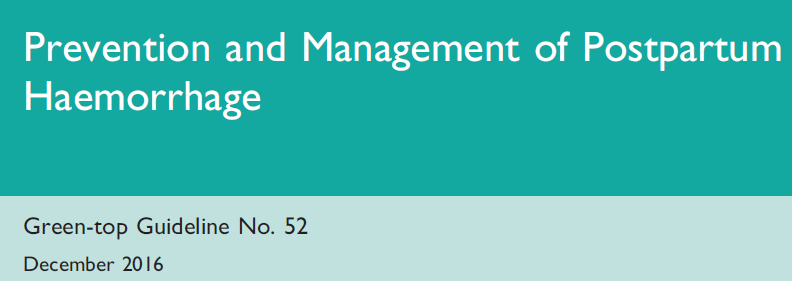 Prevention and Management of Postpartum
Haemorrhage
Green-top Guideline No. 52
December 2016